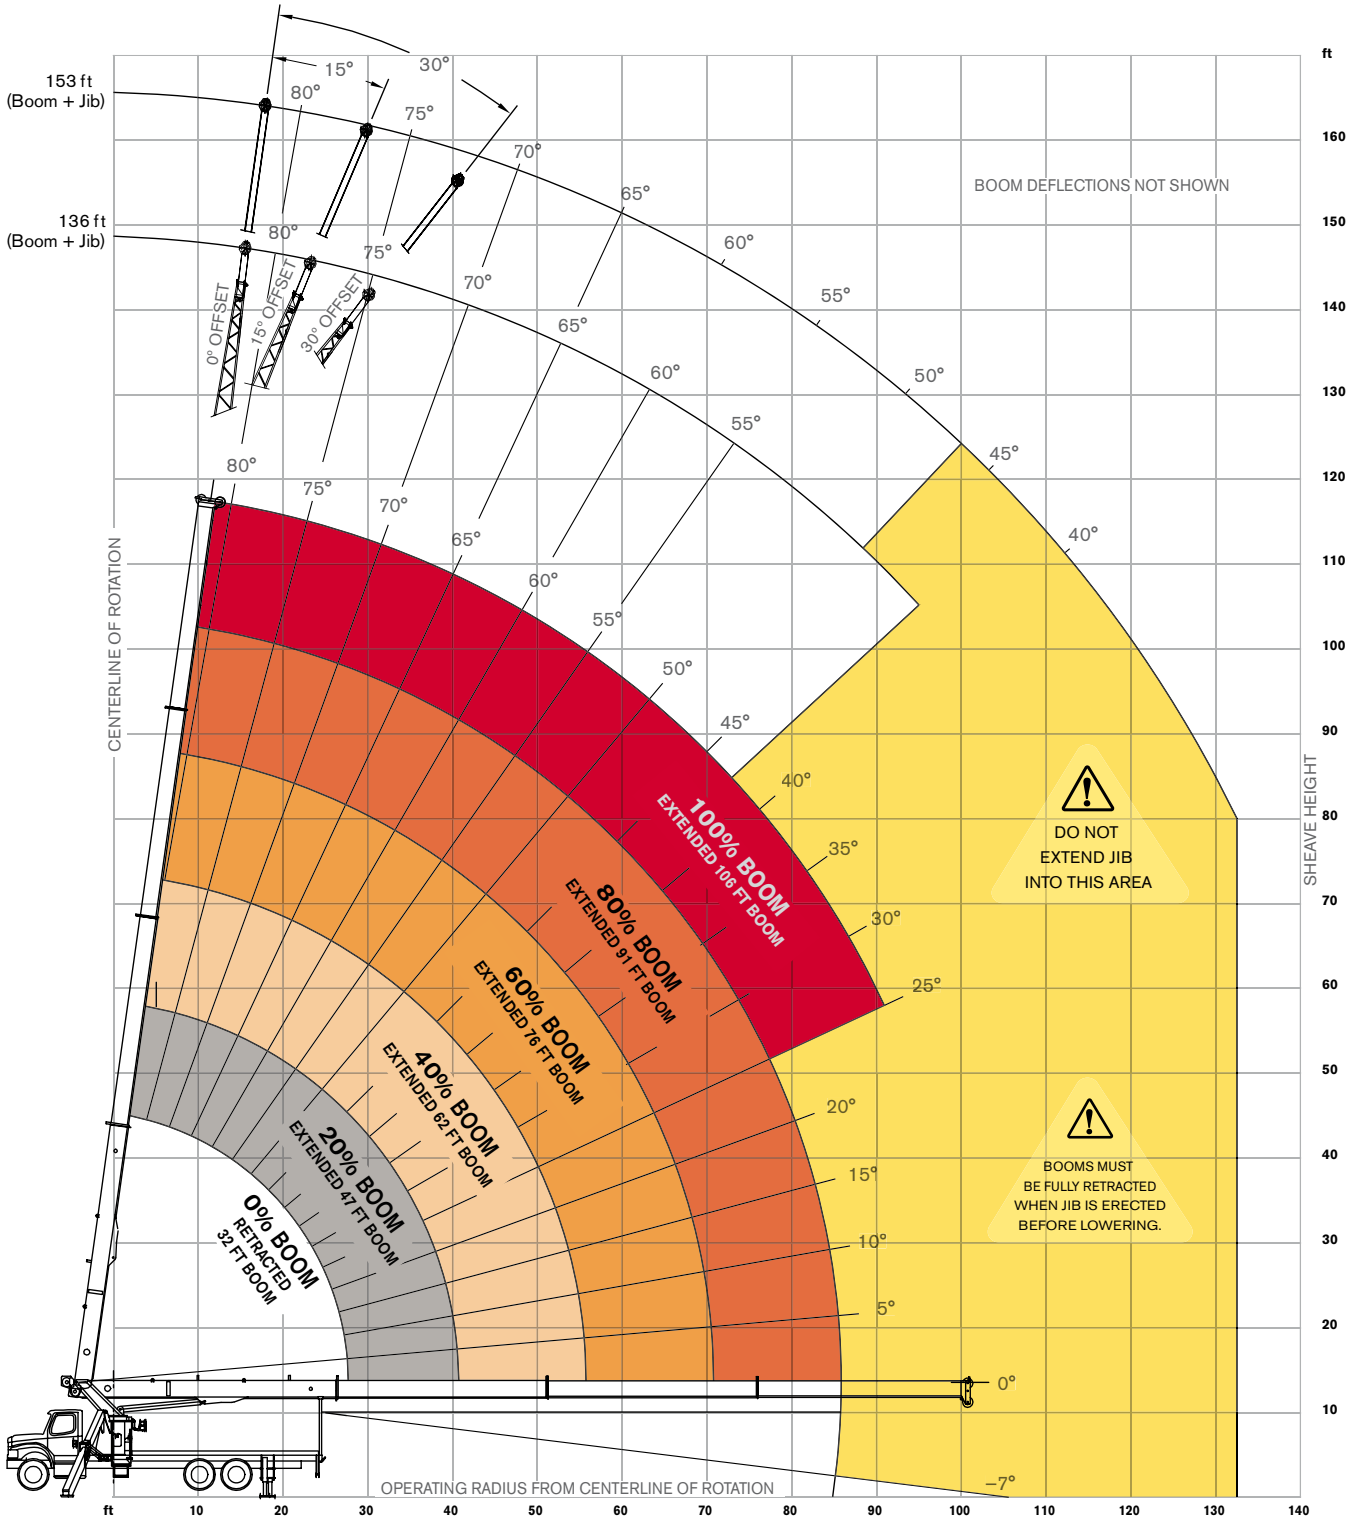 ft
153 ft
(Boom + Jib)
15°
30°
80°
75°
70°
65°
60°
55°
50°
45°
40°
BOOM DEFLECTIONS NOT SHOWN
136 ft
(Boom + Jib)
80°
75°
70°
65°
60°
55°
0° OFFSET
15° OFFSET
30° OFFSET
80°
75°
70°
65°
60°
55°
50°
45°
40°
35°
30°
25°
20°
15°
10°
5°
0°
–7°
CENTERLINE OF ROTATION
100% BOOM
EXTENDED 106 FT BOOM
80% BOOM
EXTENDED 91 FT BOOM
60% BOOM
EXTENDED 76 FT BOOM
40% BOOM
EXTENDED 62 FT BOOM
20% BOOM
EXTENDED 47 FT BOOM
0% BOOM
RETRACTED
32 FT BOOM
DO NOT
EXTEND JIB
INTO THIS AREA
BOOMS MUST
BE FULLY RETRACTED
WHEN JIB IS ERECTED
BEFORE LOWERING.
160
150
140
130
120
110
100
90
80
70
60
50
40
30
20
10
SHEAVE HEIGHT
OPERATING RADIUS FROM CENTERLINE OF ROTATION
ft
10
20
30
40
50
60
70
80
90
100
110
120
130
140